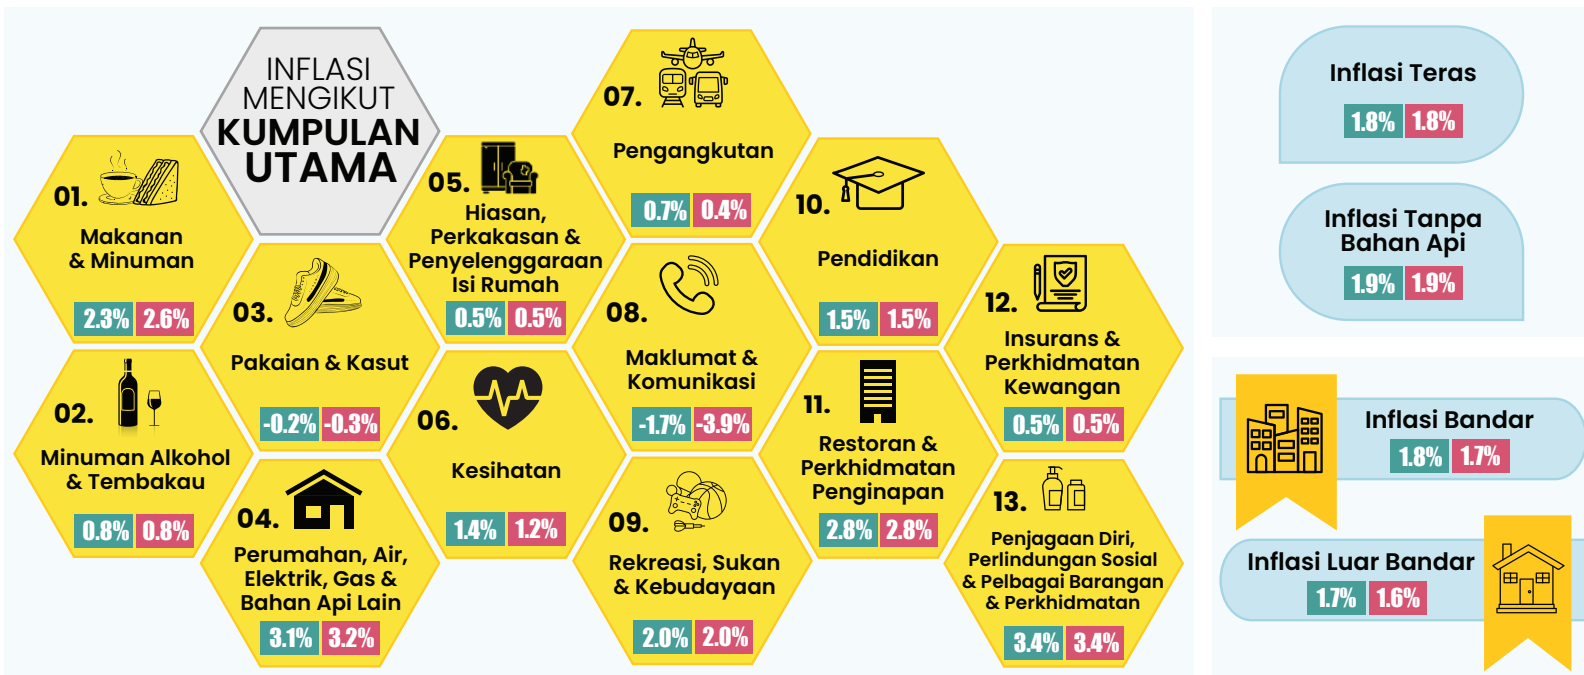 INFLASI
MENGIKUT
KUMPULAN
UTAMA
01.
Makanan
& Minuman
2.3% 2.6%
02.
Minuman Alkohol
& Tembakau
0.8% 0.8%
03.
Pakaian & Kasut
-0.2% -0.3%
04.
Perumahan, Air,
Elektrik, Gas &
Bahan Api Lain
3.1% 3.2%
05.
Hiasan,
Perkakasan &
Penyelenggaraan
Isi Rumah
0.5% 0.5%
06.
Kesihatan
1.4% 1.2%
07.
Pengangkutan
0.7% 0.4%
08.
Maklumat &
Komunikasi
-1.7% -3.9%
09.
Rekreasi, Sukan
& Kebudayaan
2.0% 2.0%
10.
Pendidikan
1.5% 1.5%
11.
Restoran &
Perkhidmatan
Penginapan
2.8% 2.8%
12.
Insurans &
Perkhidmatan
Kewangan
0.5% 0.5%
13.
Penjagaan Diri,
Perlindungan Sosial
& Pelbagai Barangan
& Perkhidmatan
3.4% 3.4%
Inflasi Teras
1.8% 1.8%
Inflasi Tanpa
Bahan Api
1.9% 1.9%
Inflasi Bandar
1.8% 1.7%
Inflasi Luar Bandar
1.7% 1.6%